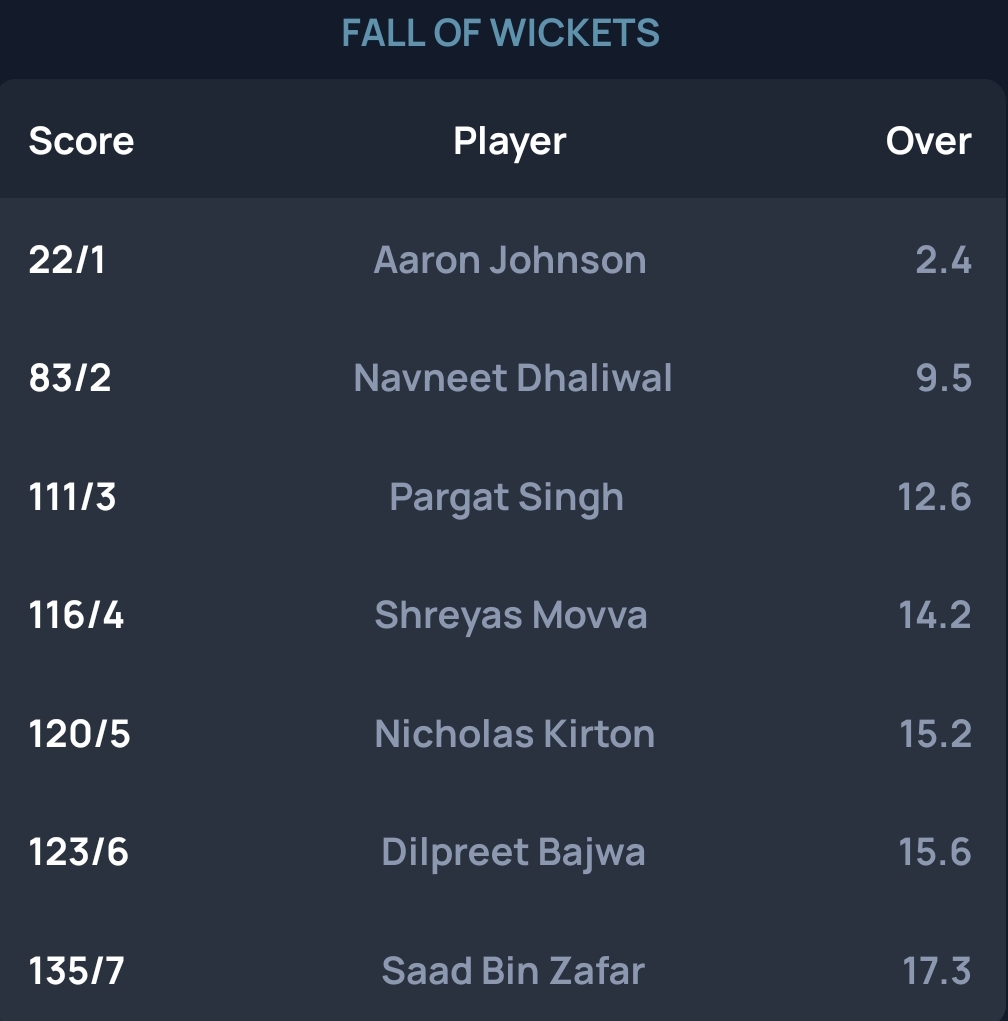 FALL OF WICKETS
Score Player Over
22/1 Aaron Johnson 2.4
83/2 Navneet Dhaliwal 9.5
111/3 Pargat Singh 12.6
116/4 Shreyas Movva 14.2
120/5 Nicholas Kirton 15.2
123/6 Dilpreet Bajwa 15.6
135/7 Saad Bin Zafar 17.3